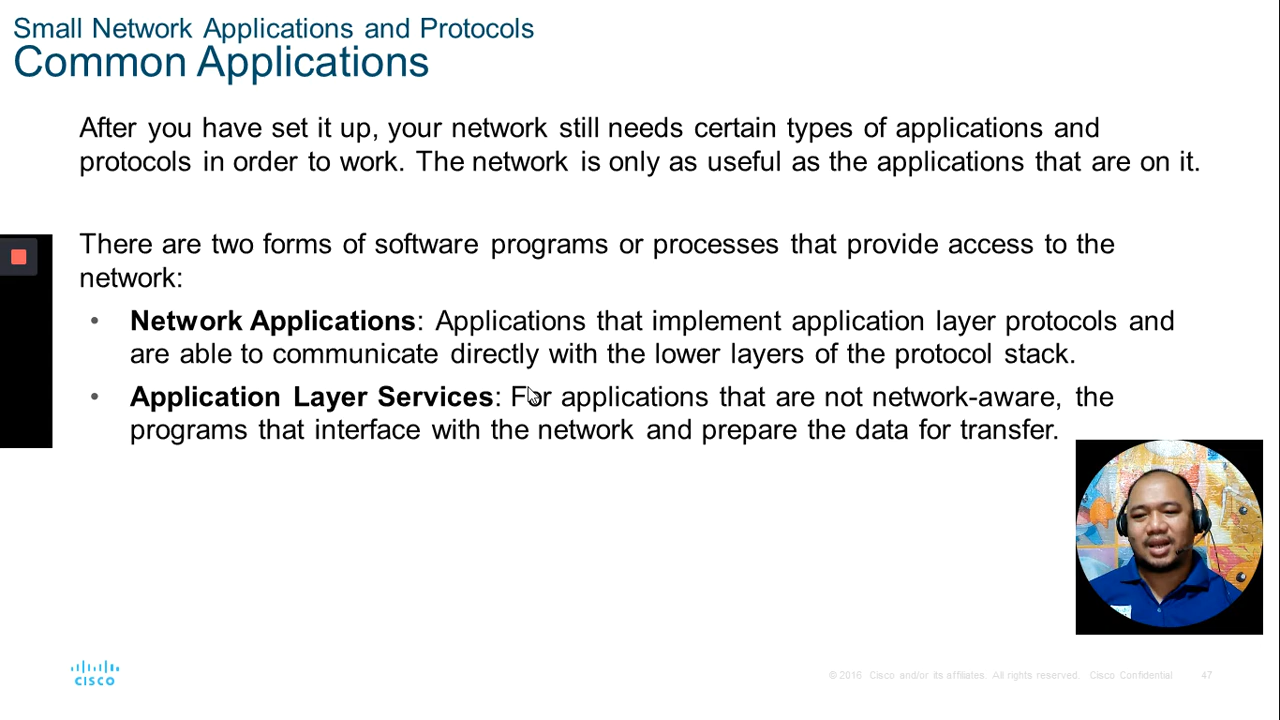 Small Network Applications and Protocols
Common Applications
After you have set it up, your network still needs certain types of applications and
protocols in order to work. The network is only as useful as the applications that are on it.
There are two forms of software programs or processes that provide access to the
network:
• Network Applications: Applications that implement application layer protocols and
are able to communicate directly with the lower layers of the protocol stack.
• Application Layer Services: For applications that are not network-aware, the
programs that interface with the network and prepare the data for transfer.
CISCO
© 2016 Cisco and/or its affiliates. All rights reserved. Cisco Confidential 47